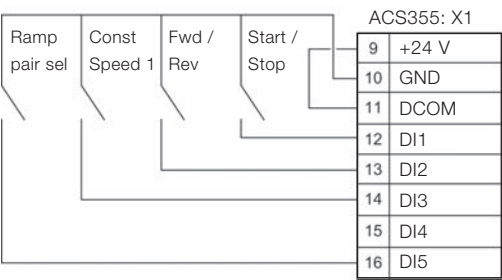 ACS355: X1
Ramp
pair sel
Const
Speed 1
Fwd /
Rev
Start /
Stop
9 +24 V
10 GND
11 DCOM
12 DI1
13 DI2
14 DI3
15 DI4
16 DI5